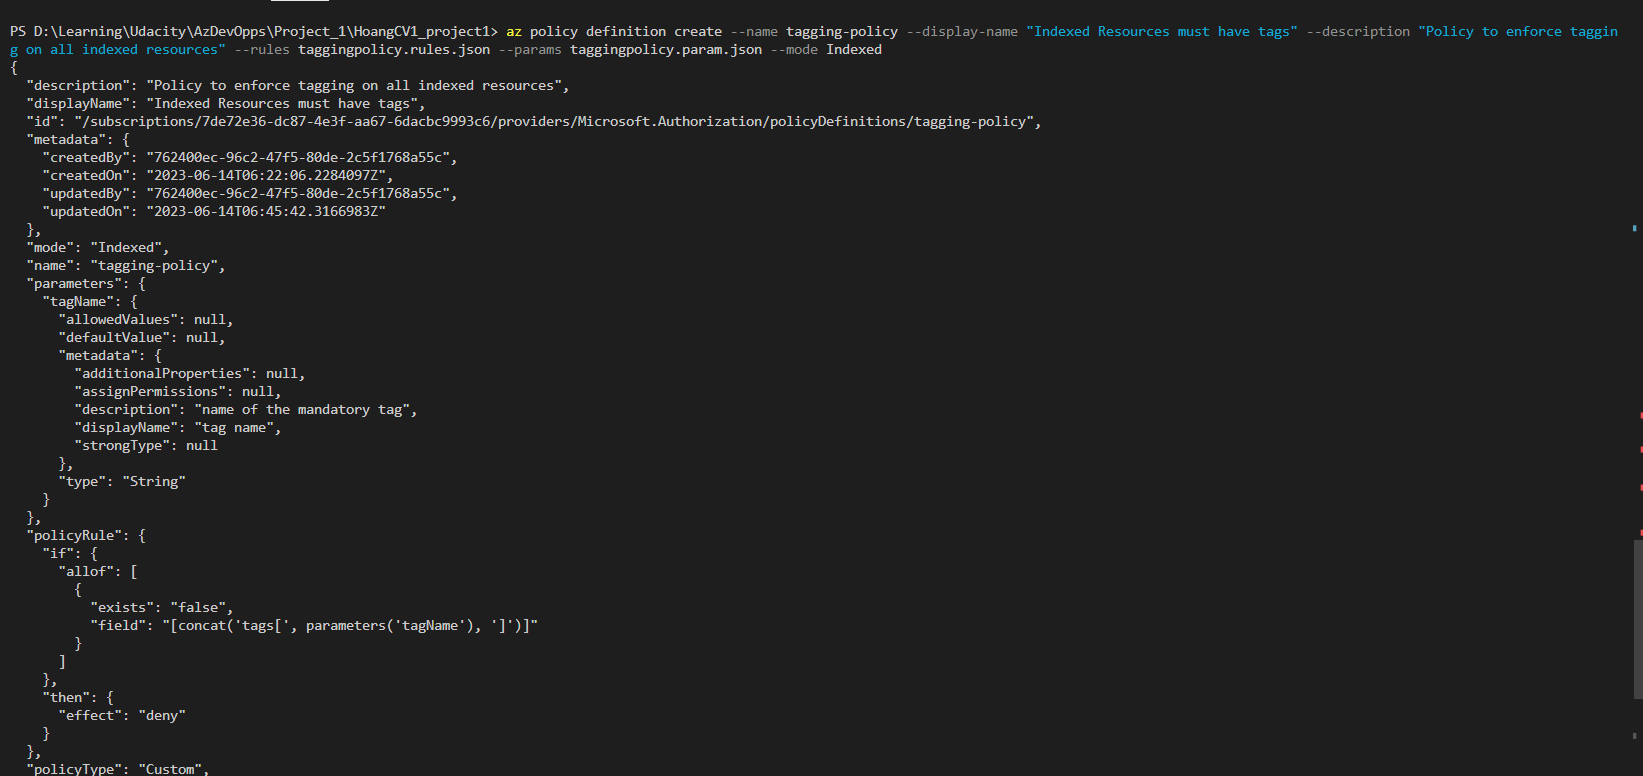 PS D:\Learning\Udacity\AzDevOpps\Project_1\HoangCV1_project1> az policy definition create --name tagging-policy --display-name "Indexed Resources must have tags" --description "Policy to enforce taggin
g on all indexed resources" --rules taggingpolicy.rules.json --params taggingpolicy.param.json --mode Indexed
{
  "description": "Policy to enforce tagging on all indexed resources",
  "displayName": "Indexed Resources must have tags",
  "id": "/subscriptions/7de72e36-dc87-4e3f-aa67-6dacbc9993c6/providers/Microsoft.Authorization/policyDefinitions/tagging-policy",
  "metadata": {
    "createdBy": "762400ec-96c2-47f5-80de-2c5f1768a55c",
    "createdOn": "2023-06-14T06:22:06.2284097Z",
    "updatedBy": "762400ec-96c2-47f5-80de-2c5f1768a55c",
    "updatedOn": "2023-06-14T06:45:42.3166983Z"
  },
  "mode": "Indexed",
  "name": "tagging-policy",
  "parameters": {
    "tagName": {
      "allowedValues": null,
      "defaultValue": null,
      "metadata": {
        "additionalProperties": null,
        "assignPermissions": null,
        "description": "name of the mandatory tag",
        "displayName": "tag name",
        "strongType": null
      },
      "type": "String"
    }
  },
  "policyRule": {
    "if": {
      "allof": [
        {
          "exists": "false",
          "field": "[concat('tags[', parameters('tagName'), ']')]"
        }
      ]
    },
    "then": {
      "effect": "deny"
    }
  },
  "policyType": "Custom",